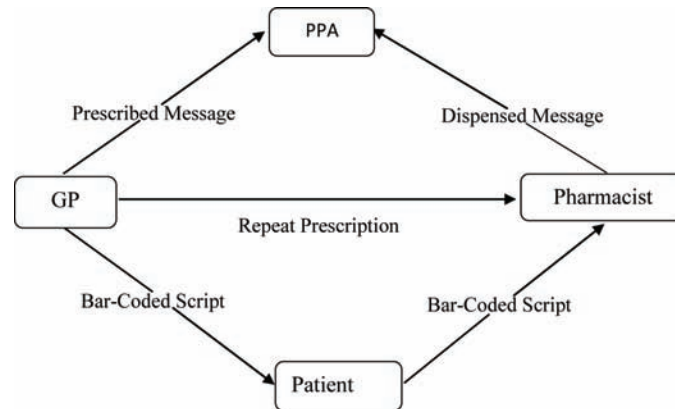 PPA
Prescribed Message
Dispensed Message
GP
Pharmacist
Repeat Prescription
Bar-Coded Script
Bar-Coded Script
Patient